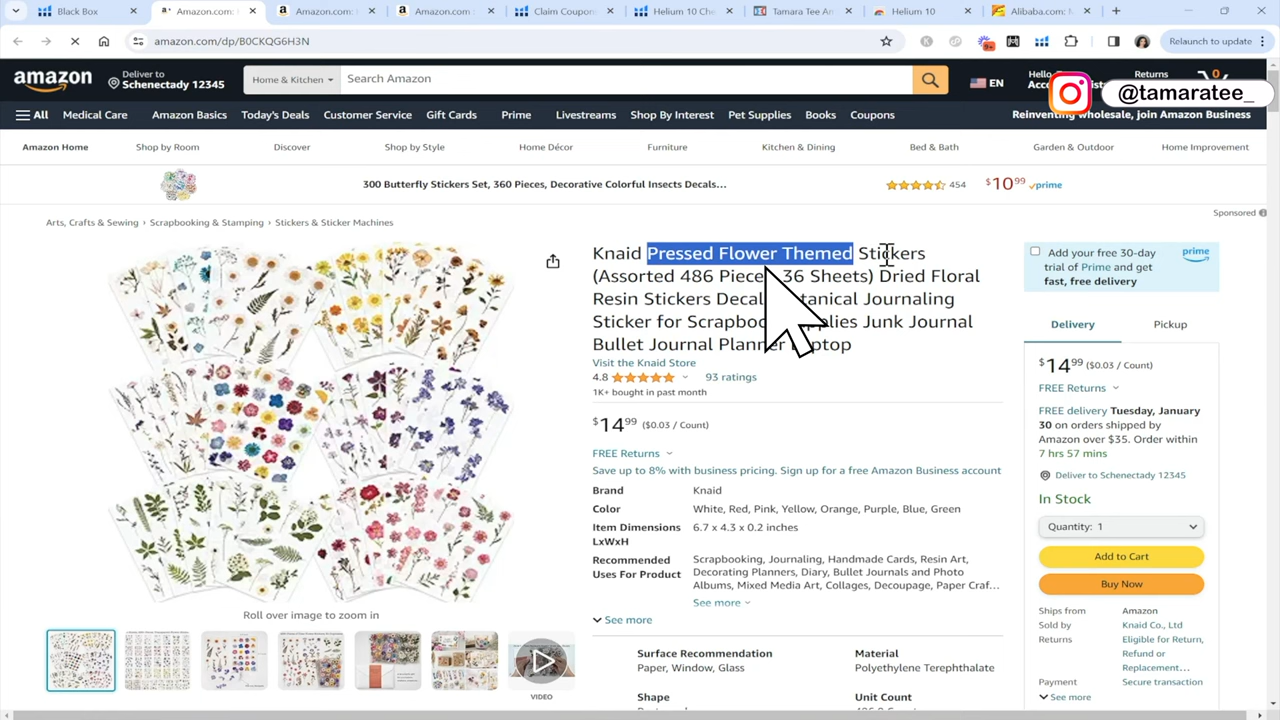 Black Box
Amazon.com:
Amazon.com: 
Amazon.com
Claim Coupon
Helium 10 Che
Tamara Tee An
Helium 10
Alibaba.com: M
amazon.com/dp/B0CKQG6H3N
9+
Relaunch to update
amazon
Deliver to
Schenectady 12345
Home & Kitchen
Search Amazon
EN
Hello
Returns
0
@tamaratee_
All
Medical Care
Amazon Basics
Today's Deals
Customer Service
Gift Cards
Prime
Livestreams
Shop By Interest
Pet Supplies
Books
Coupons
Reinventing wholesale, join Amazon Business
Amazon Home
Shop by Room
Discover
Shop by Style
Home Décor
Furniture
Kitchen & Dining
Bed & Bath
Garden & Outdoor
Home Improvement
300 Butterfly Stickers Set, 360 Pieces, Decorative Colorful Insects Decals...
454
$10.99 prime
Sponsored
Arts, Crafts & Sewing › Scrapbooking & Stamping › Stickers & Sticker Machines
Knaid Pressed Flower Themed Stickers
(Assorted 486 Pieces 36 Sheets) Dried Floral
Resin Stickers Decal Botanical Journaling
Sticker for Scrapbook Supplies Junk Journal
Bullet Journal Planner Laptop
Visit the Knaid Store
4.8
93 ratings
1K+ bought in past month
$14.99 ($0.03 / Count)
FREE Returns
Save up to 8% with business pricing. Sign up for a free Amazon Business account
Brand Knaid
Color White, Red, Pink, Yellow, Orange, Purple, Blue, Green
Item Dimensions 6.7 x 4.3 x 0.2 inches
LxWxH
Recommended Scrapbooking, Journaling, Handmade Cards, Resin Art,
Uses For Product Decorating Planners, Diary, Bullet Journals and Photo
Albums, Mixed Media Art, Collages, Decoupage, Paper Craf...
See more
See more
Surface Recommendation
Paper, Window, Glass
Material
Polyethylene Terephthalate
Shape
Unit Count
Roll over image to zoom in
VIDEO
Add your free 30-day
trial of Prime and get
fast, free delivery
prime
Delivery
Pickup
$14.99 ($0.03 / Count)
FREE Returns
FREE delivery Tuesday, January
30 on orders shipped by
Amazon over $35. Order within
7 hrs 57 mins
Deliver to Schenectady 12345
In Stock
Quantity: 1
Add to Cart
Buy Now
Ships from Amazon
Sold by Knaid Co., Ltd
Returns Eligible for Return,
Refund or
Replacement...
Payment Secure transaction
See more